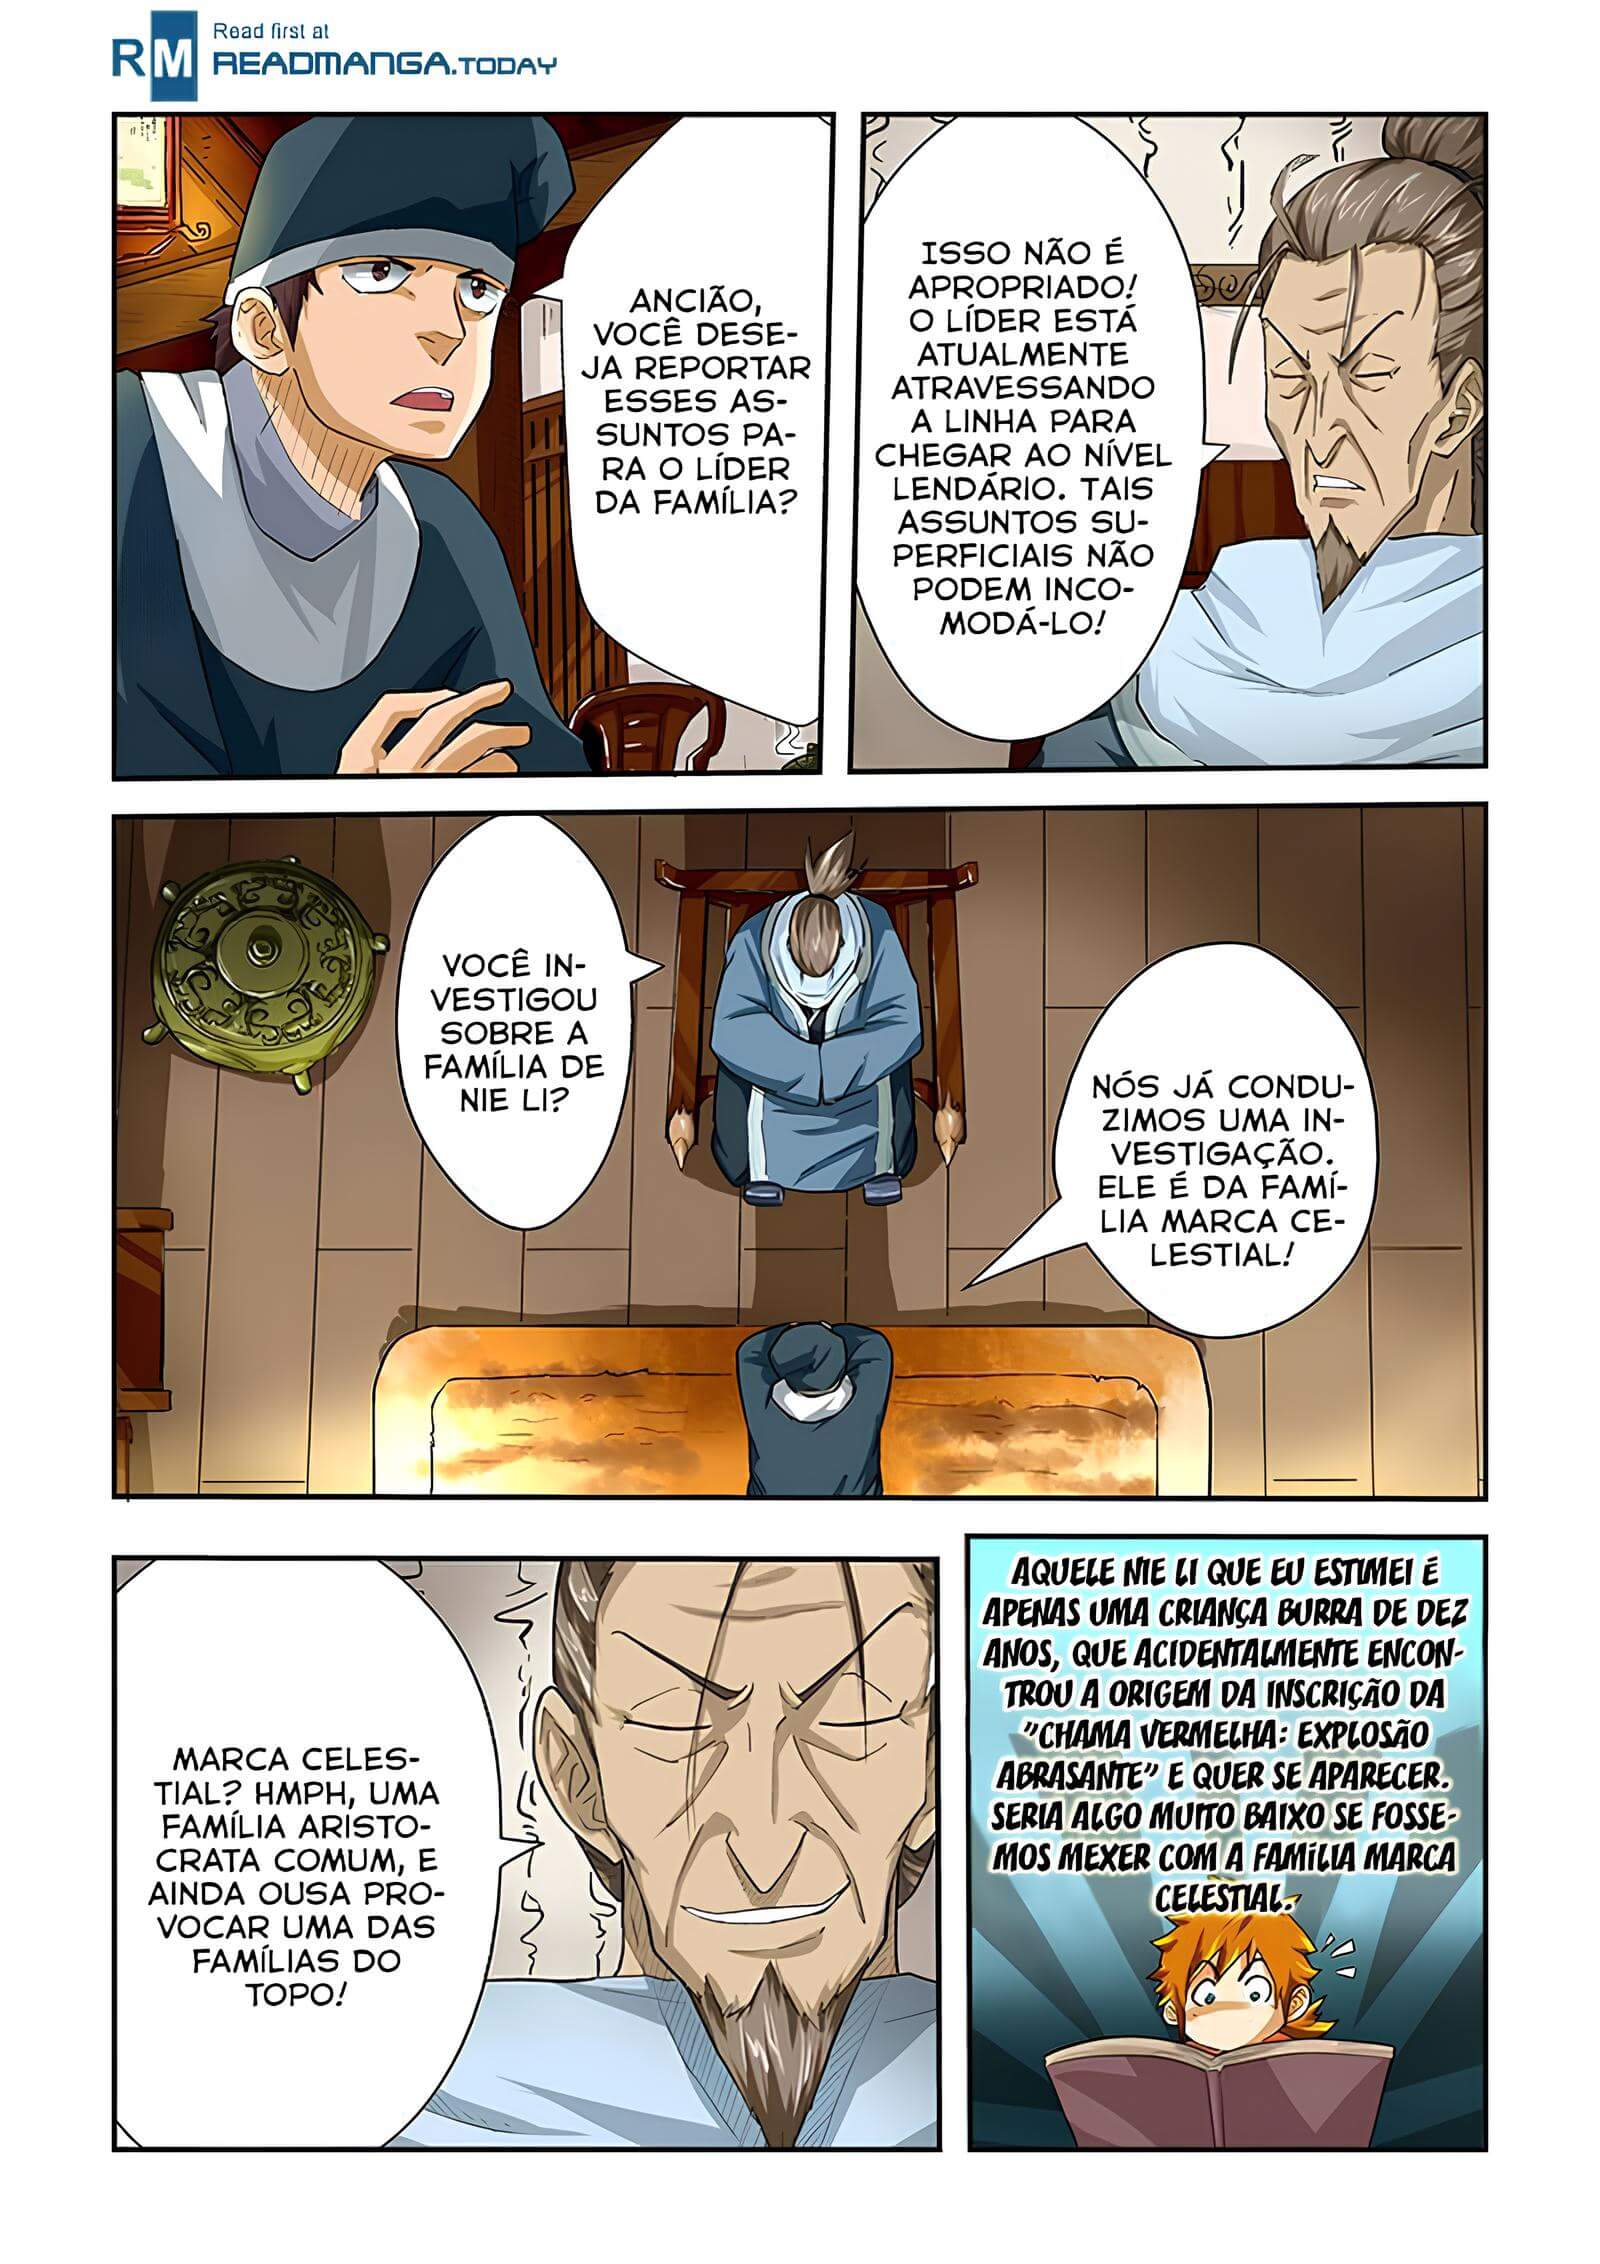 RM
Read first at
READMANGA.TODAY
ANCIÃO,
VOCÊ DESE-
JA REPORTAR
ESSES AS-
SUNTOS PA-
RA O LÍDER
DA FAMÍLIA?
ISSO NÃO É
APROPRIADO!
O LÍDER ESTÁ
ATUALMENTE
ATRAVESSANDO
A LINHA PARA
CHEGAR AO NÍVEL
LENDÁRIO. TAIS
ASSUNTOS SU-
PERFICIAIS NÃO
PODEM INCO-
MODÁ-LO!
VOCÊ IN-
VESTIGOU
SOBRE A
FAMÍLIA DE
NIE LI?
NÓS JÁ CONDU-
ZIMOS UMA IN-
VESTIGAÇÃO.
ELE É DA FAMÍ-
LIA MARCA CE-
LESTIAL!
MARCA CELES-
TIAL? HMPH, UMA
FAMÍLIA ARISTO-
CRATA COMUM, E
AINDA OUSA PRO-
VOCAR UMA DAS
FAMÍLIAS DO
TOPO!
AQUELE NIE LI QUE EU ESTIMEI É
APENAS UMA CRIANÇA BURRA DE DEZ
ANOS, QUE ACIDENTALMENTE ENCON-
TROU A ORIGEM DA INSCRIÇÃO DA
"CHAMA VERMELHA: EXPLOSÃO
ABRASANTE" E QUER SE APARECER.
SERIA ALGO MUITO BAIXO SE FOSSE-
MOS MEXER COM A FAMÍLIA MARCA
CELESTIAL.